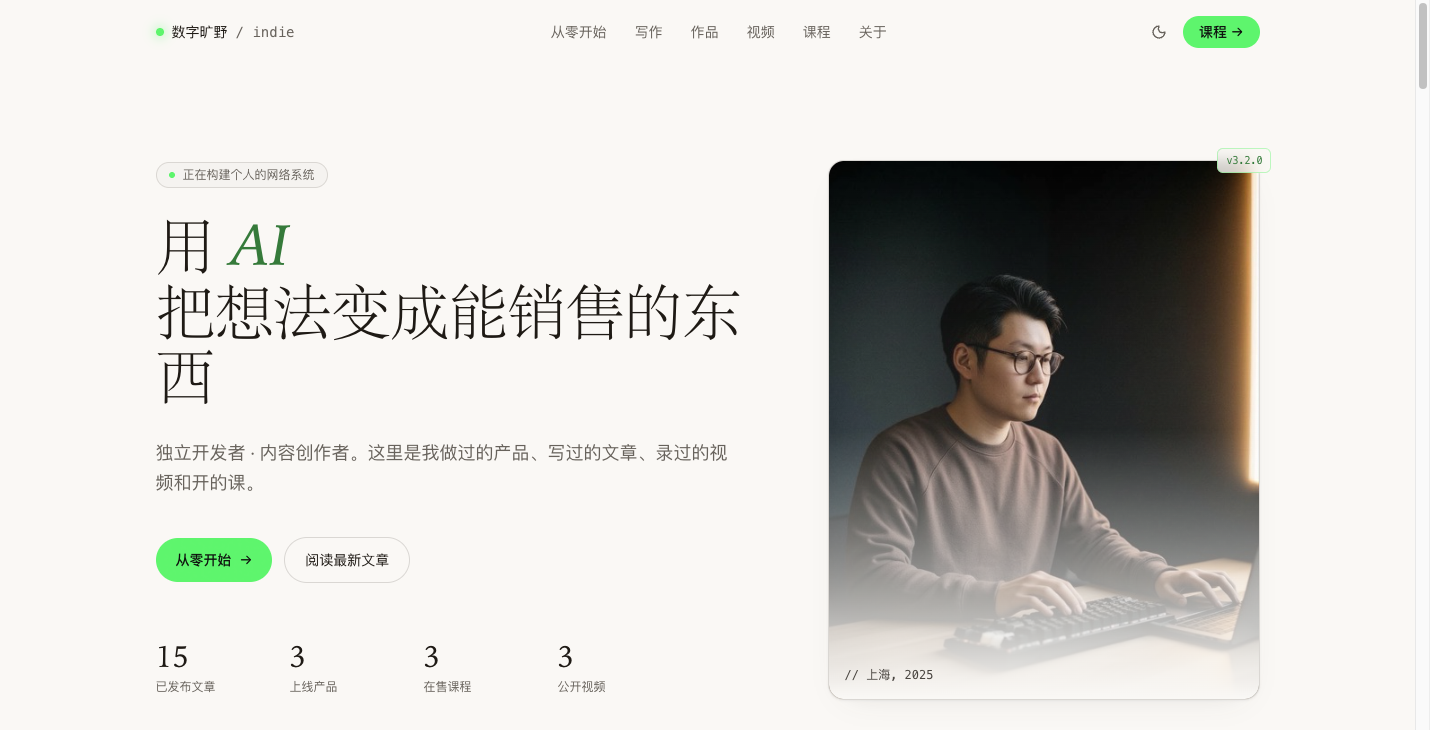 数字旷野 / indie
从零开始 写作 作品 视频 课程 关于
课程 →
正在构建个人的网络系统
v3.2.0
用 AI
把想法变成能销售的东
西
独立开发者 · 内容创作者。这里是我做过的产品、写过的文章、录过的视
频和开的课。
从零开始 →
阅读最新文章
15 3 3 3
已发布文章 上线产品 在售课程 公开视频
// 上海, 2025